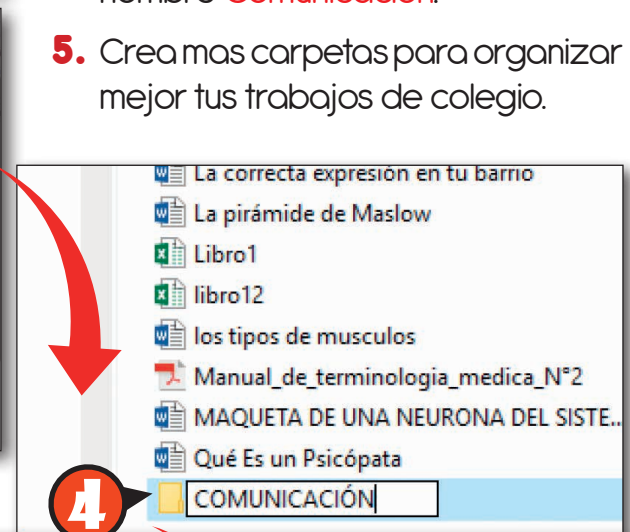 nombre Comunicación.
5. Crea mas carpetas para organizar
mejor tus trabajos de colegio.
La correcta expresión en tu barrio
La pirámide de Maslow
Libro1
libro12
los tipos de musculos
Manual_de_terminologia_medica_N°2
MAQUETA DE UNA NEURONA DEL SISTE...
Qué Es un Psicópata
4 COMUNICACIÓN